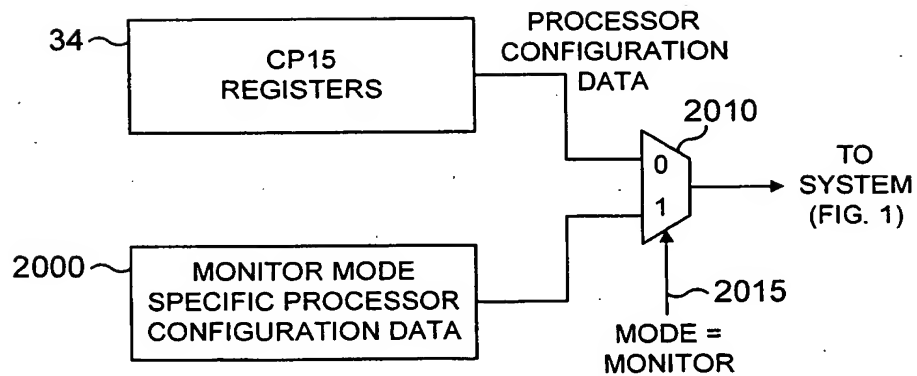 34
CP15
REGISTERS
PROCESSOR
CONFIGURATION
DATA
2010
0
1
TO
SYSTEM
(FIG. 1)
2000
MONITOR MODE
SPECIFIC PROCESSOR
CONFIGURATION DATA
2015
MODE =
MONITOR